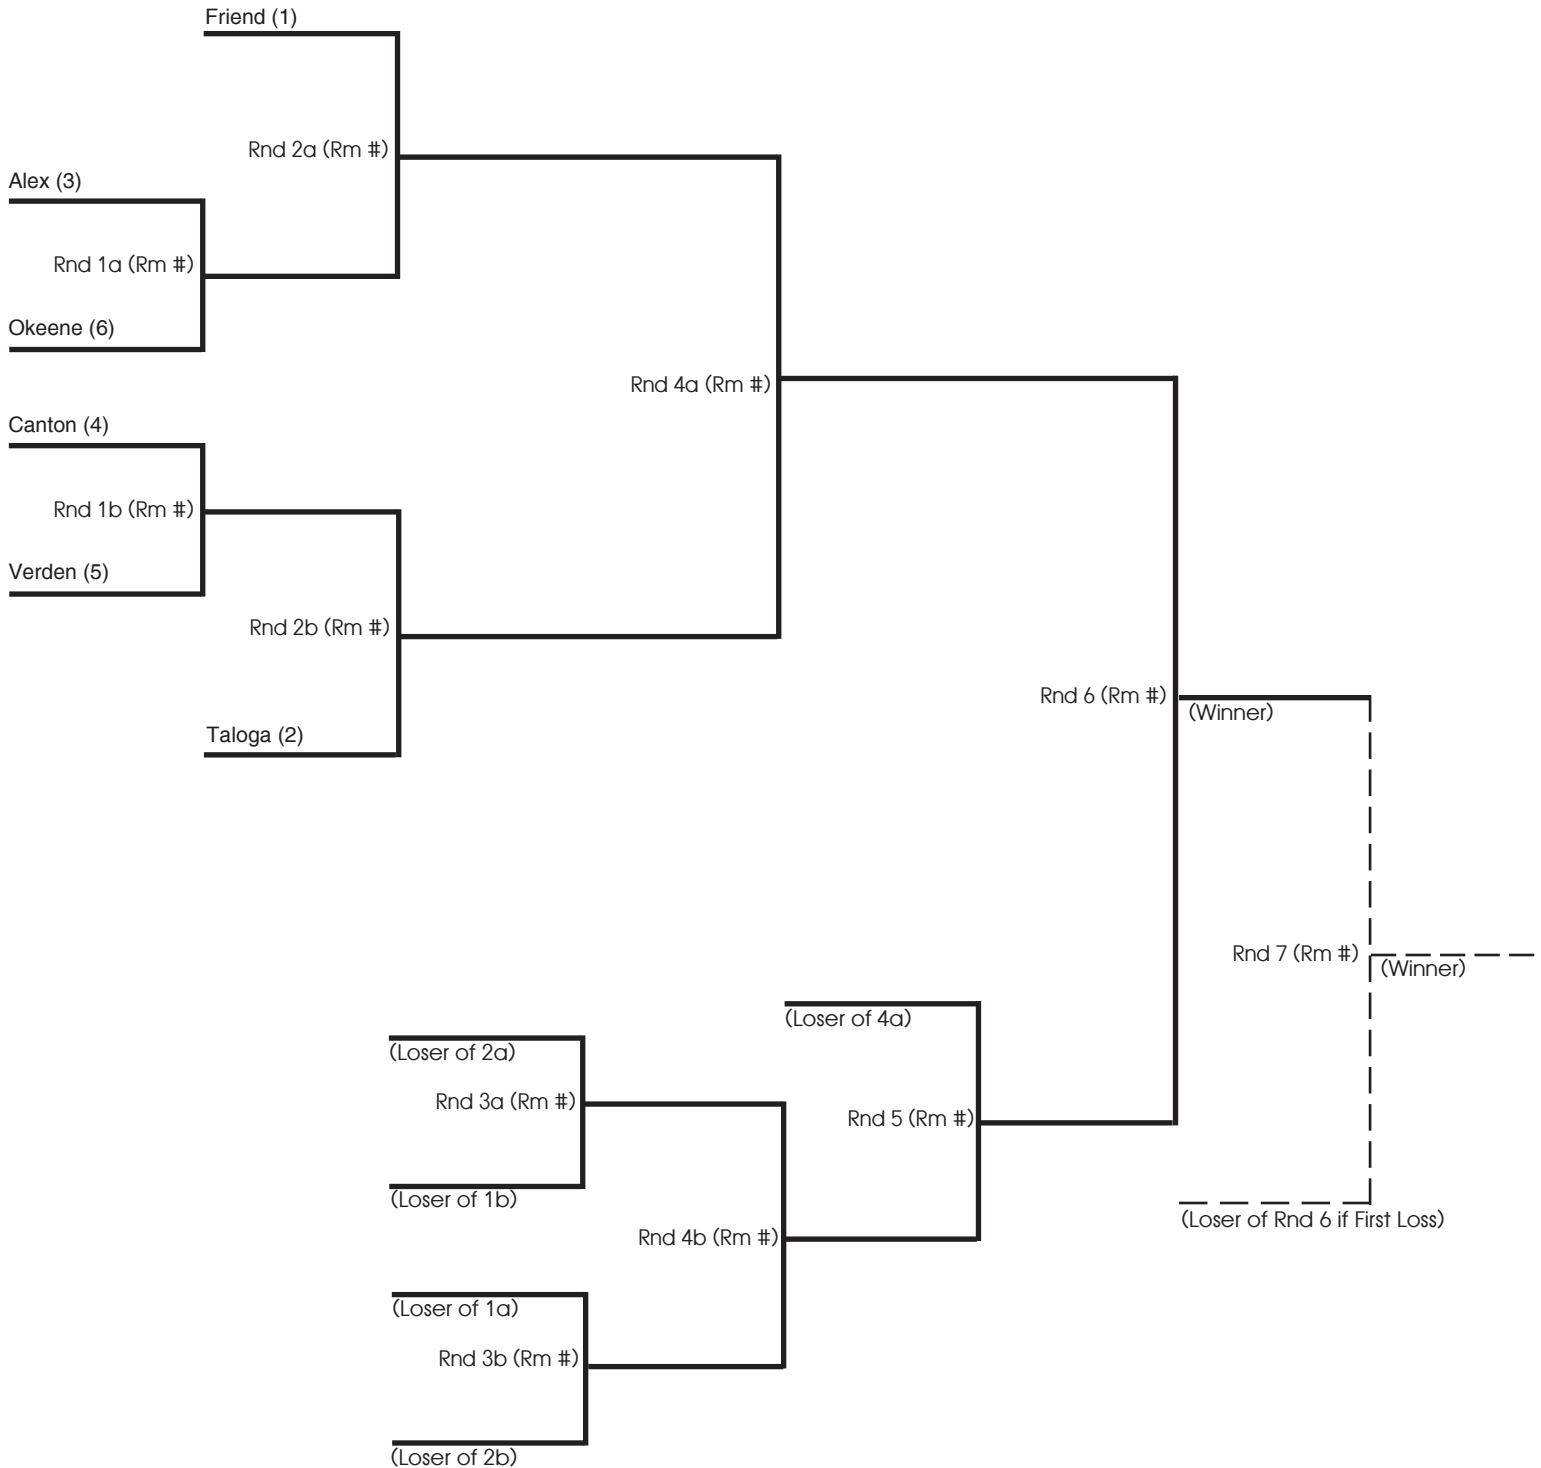 Friend (1)
Rnd 2a (Rm #)
Alex (3)
Rnd 1a (Rm #)
Okeene (6)
Rnd 4a (Rm #)
Canton (4)
Rnd 1b (Rm #)
Verden (5)
Rnd 2b (Rm #)
Taloga (2)
Rnd 6 (Rm #)
(Winner)
Rnd 7 (Rm #)
(Winner)
(Loser of 4a)
(Loser of 2a)
Rnd 3a (Rm #)
Rnd 5 (Rm #)
(Loser of 1b)
(Loser of Rnd 6 if First Loss)
Rnd 4b (Rm #)
(Loser of 1a)
Rnd 3b (Rm #)
(Loser of 2b)